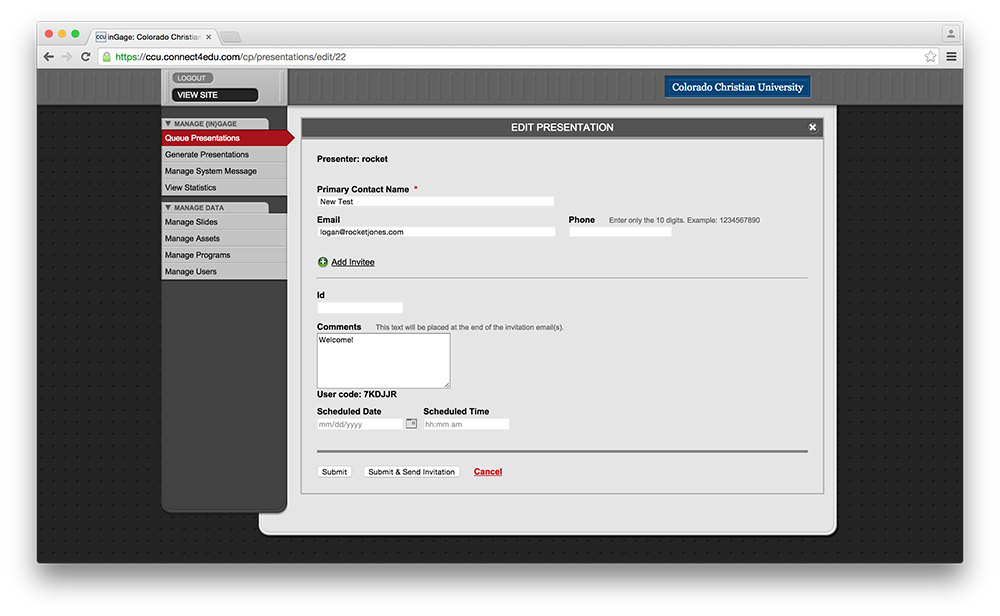 CCU inGage: Colorado Christian
https://ccu.connect4edu.com/cp/presentations/edit/22
LOGOUT
VIEW SITE
Colorado Christian University
MANAGE (IN)GAGE
Queue Presentations
Generate Presentations
Manage System Message
View Statistics
MANAGE DATA
Manage Slides
Manage Assets
Manage Programs
Manage Users
EDIT PRESENTATION
Presenter: rocket
Primary Contact Name *
New Test
Email
Phone Enter only the 10 digits. Example: 1234567890
logan@rocketjones.com
Add Invitee
Id
Comments This text will be placed at the end of the invitation email(s).
Welcome!
User code: 7KDJJR
Scheduled Date Scheduled Time
mm/dd/yyyy hh:mm am
Submit Submit & Send Invitation Cancel